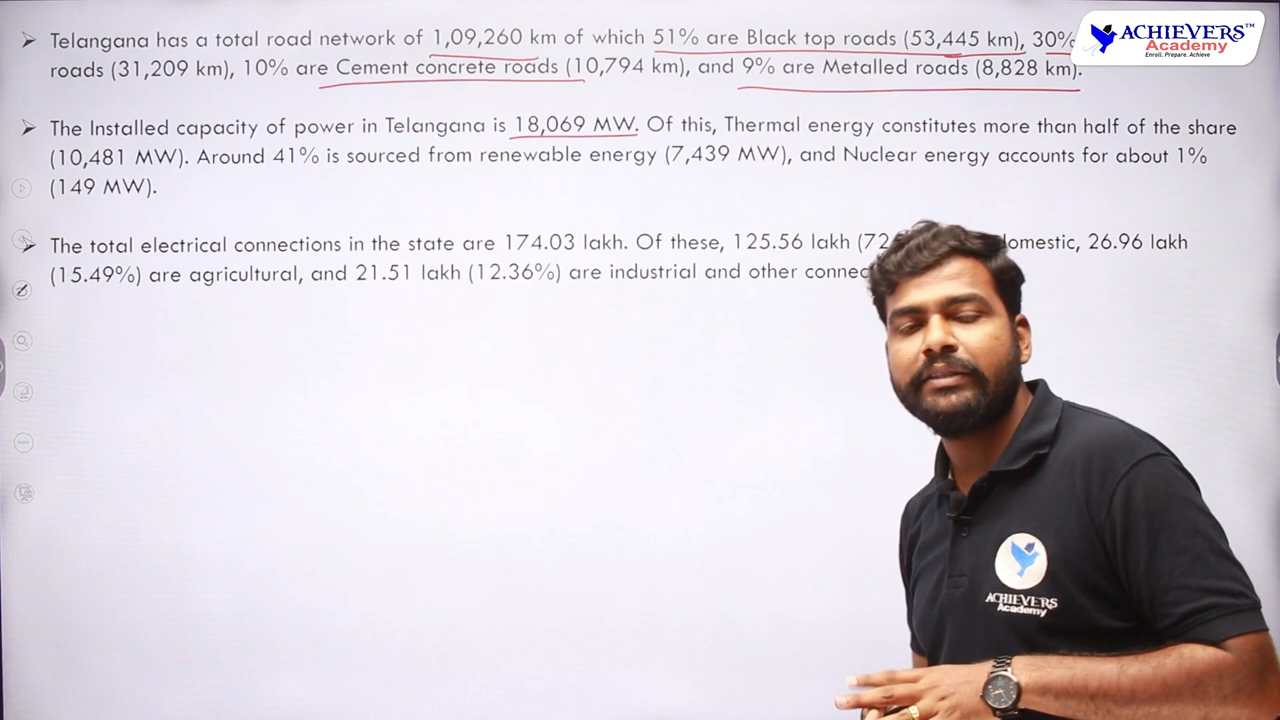 Telangana has a total road network of 1,09,260 km of which 51% are Black top roads (53,445 km), 30%
roads (31,209 km), 10% are Cement concrete roads (10,794 km), and 9% are Metalled roads (8,828 km).
The Installed capacity of power in Telangana is 18,069 MW. Of this, Thermal energy constitutes more than half of the share
(10,481 MW). Around 41% is sourced from renewable energy (7,439 MW), and Nuclear energy accounts for about 1%
(149 MW).
The total electrical connections in the state are 174.03 lakh. Of these, 125.56 lakh (72 domestic, 26.96 lakh
(15.49%) are agricultural, and 21.51 lakh (12.36%) are industrial and other
ACHIEVERS™
Academy
Enroll. Prepare. Achieve
ACHIEVERS
Academy